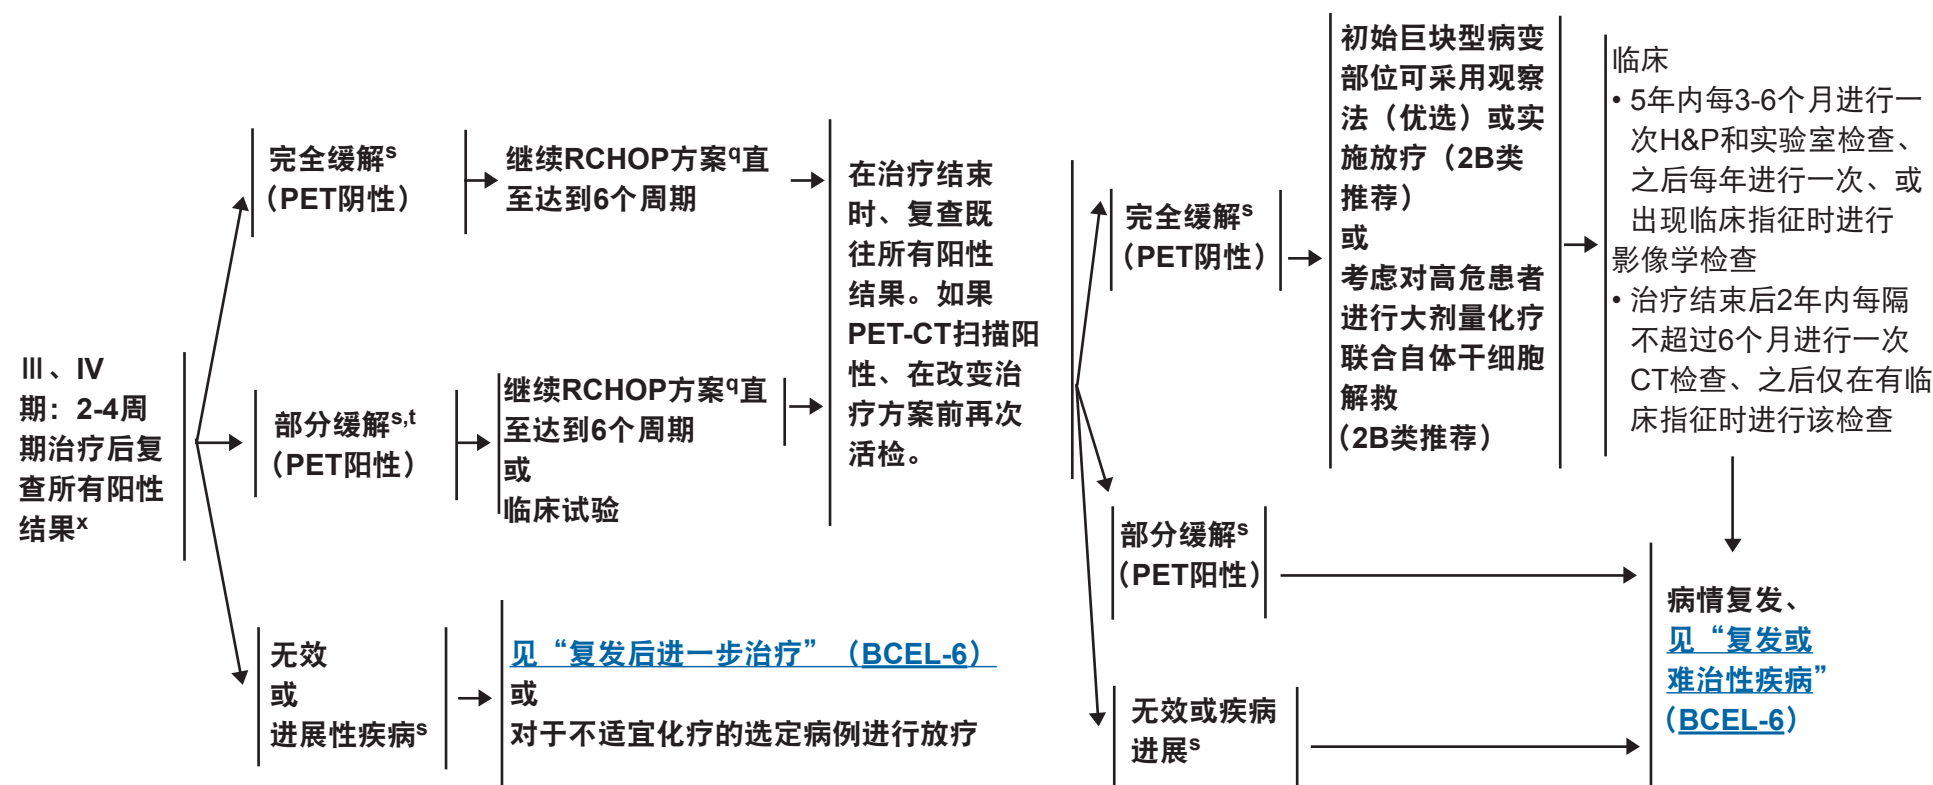 III、IV
期：2-4周
期治疗后复
查所有阳性
结果x
完全缓解s
（PET阴性）
继续RCHOP方案q直
至达到6个周期
部分缓解s,t
（PET阳性）
继续RCHOP方案q直
至达到6个周期
或
临床试验
无效
或
进展性疾病s
见“复发后进一步治疗”（BCEL-6）
或
对于不适宜化疗的选定病例进行放疗
在治疗结束
时、复查既
往所有阳性
结果。如果
PET-CT扫描阳
性、在改变治
疗方案前再次
活检。
完全缓解s
（PET阴性）
初始巨块型病变
部位可采用观察
法（优选）或实
施放疗（2B类
推荐）
或
考虑对高危患者
进行大剂量化疗
联合自体干细胞
解救
（2B类推荐）
临床
• 5年内每3-6个月进行一
次H&P和实验室检查、
之后每年进行一次、或
出现临床指征时进行
影像学检查
• 治疗结束后2年内每隔
不超过6个月进行一次
CT检查、之后仅在有临
床指征时进行该检查
部分缓解s
（PET阳性）
无效或疾病
进展s
病情复发、
见“复发或
难治性疾病”
（BCEL-6）